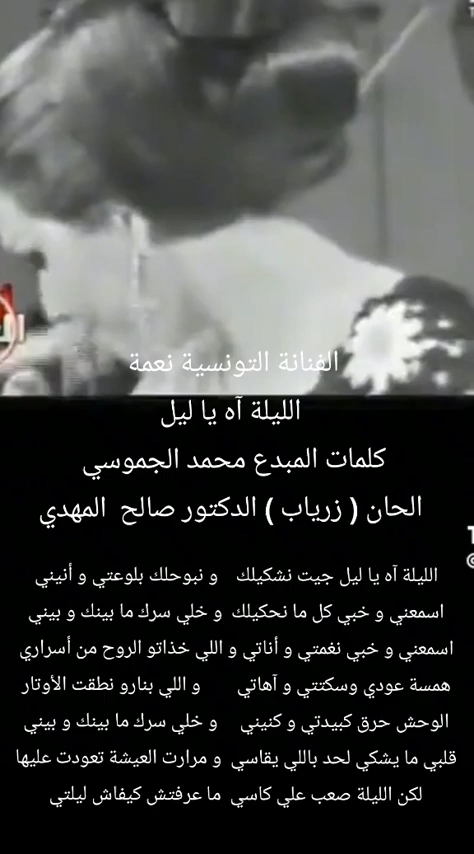 الفنانة التونسية نعمة
الليلة آه يا ليل
كلمات المبدع محمد الجموسي
الحان ( زرياب ) الدكتور صالح المهدي
الليلة آه يا ليل جيت نشكيلك و نبوحلك بلوعتي و أنيني
اسمعني و خبي كل ما نحكيلك و خلي سرك ما بينك و بيني
اسمعني و خبي نغمتي و أناتي و اللي خذاتو الروح من أسراري
همسة عودي وسكتتي و آهاتي و اللي بنارو نطقت الأوتار
الوحش حرق كبيدتي و كنيني و خلي سرك ما بينك و بيني
قلبي ما يشكي لحد باللي يقاسي و مرارت العيشة تعودت عليها
لكن الليلة صعب علي كاسي ما عرفتش كيفاش ليلتي